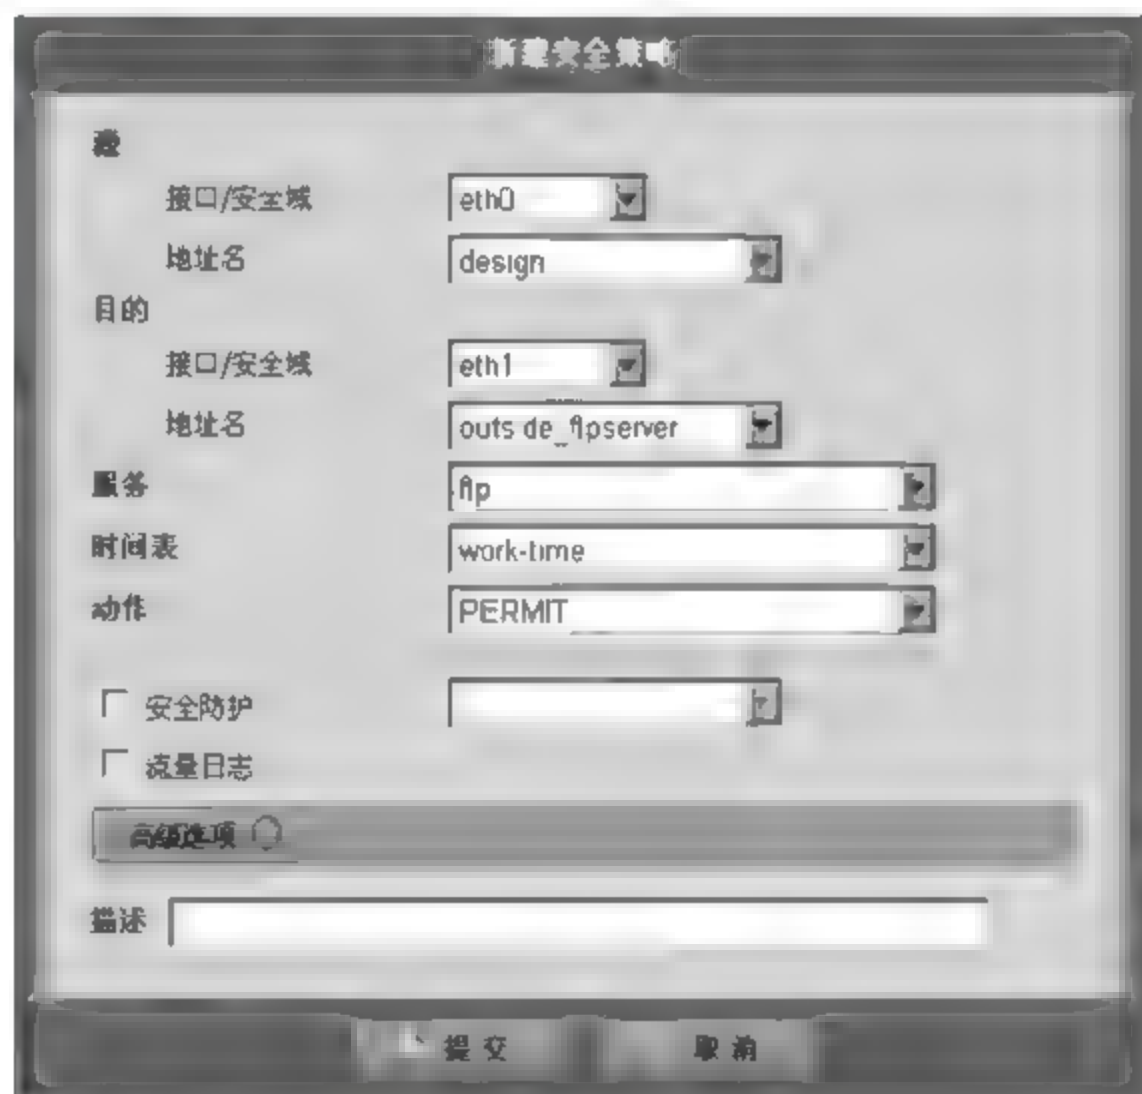 新建安全策略
源
接口/安全域 eth0
地址名 design
目的
接口/安全域 eth1
地址名 outside_ftpserver
服务 ftp
时间表 work-time
动作 PERMIT
安全防护
流量日志
高级选项
描述
提交 取消